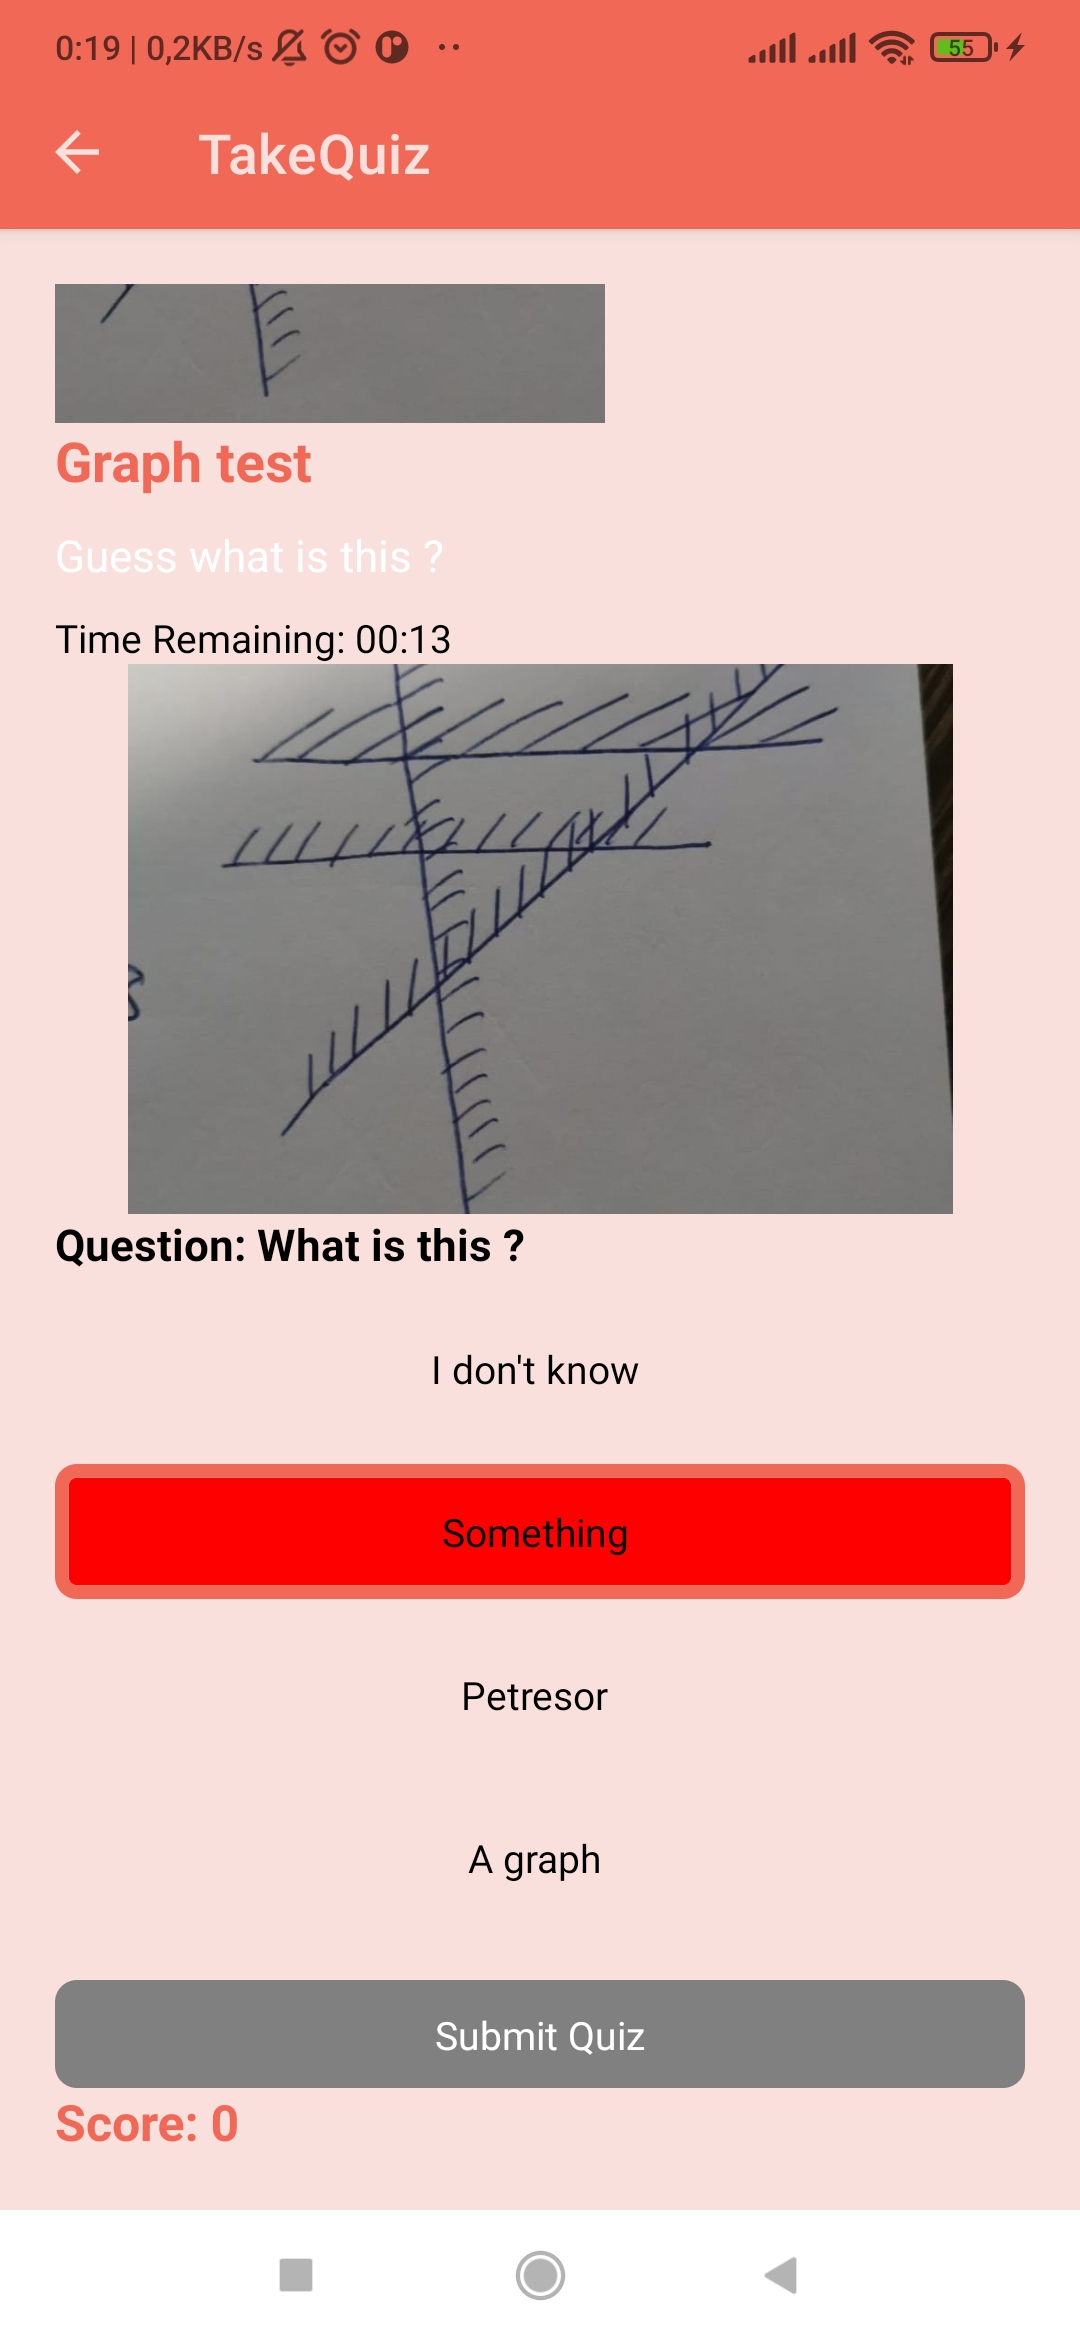 0:19 | 0,2KB/s 55
TakeQuiz
Graph test
Guess what is this ?
Time Remaining: 00:13
Question: What is this ?
I don't know
Something
Petresor
A graph
Submit Quiz
Score: 0